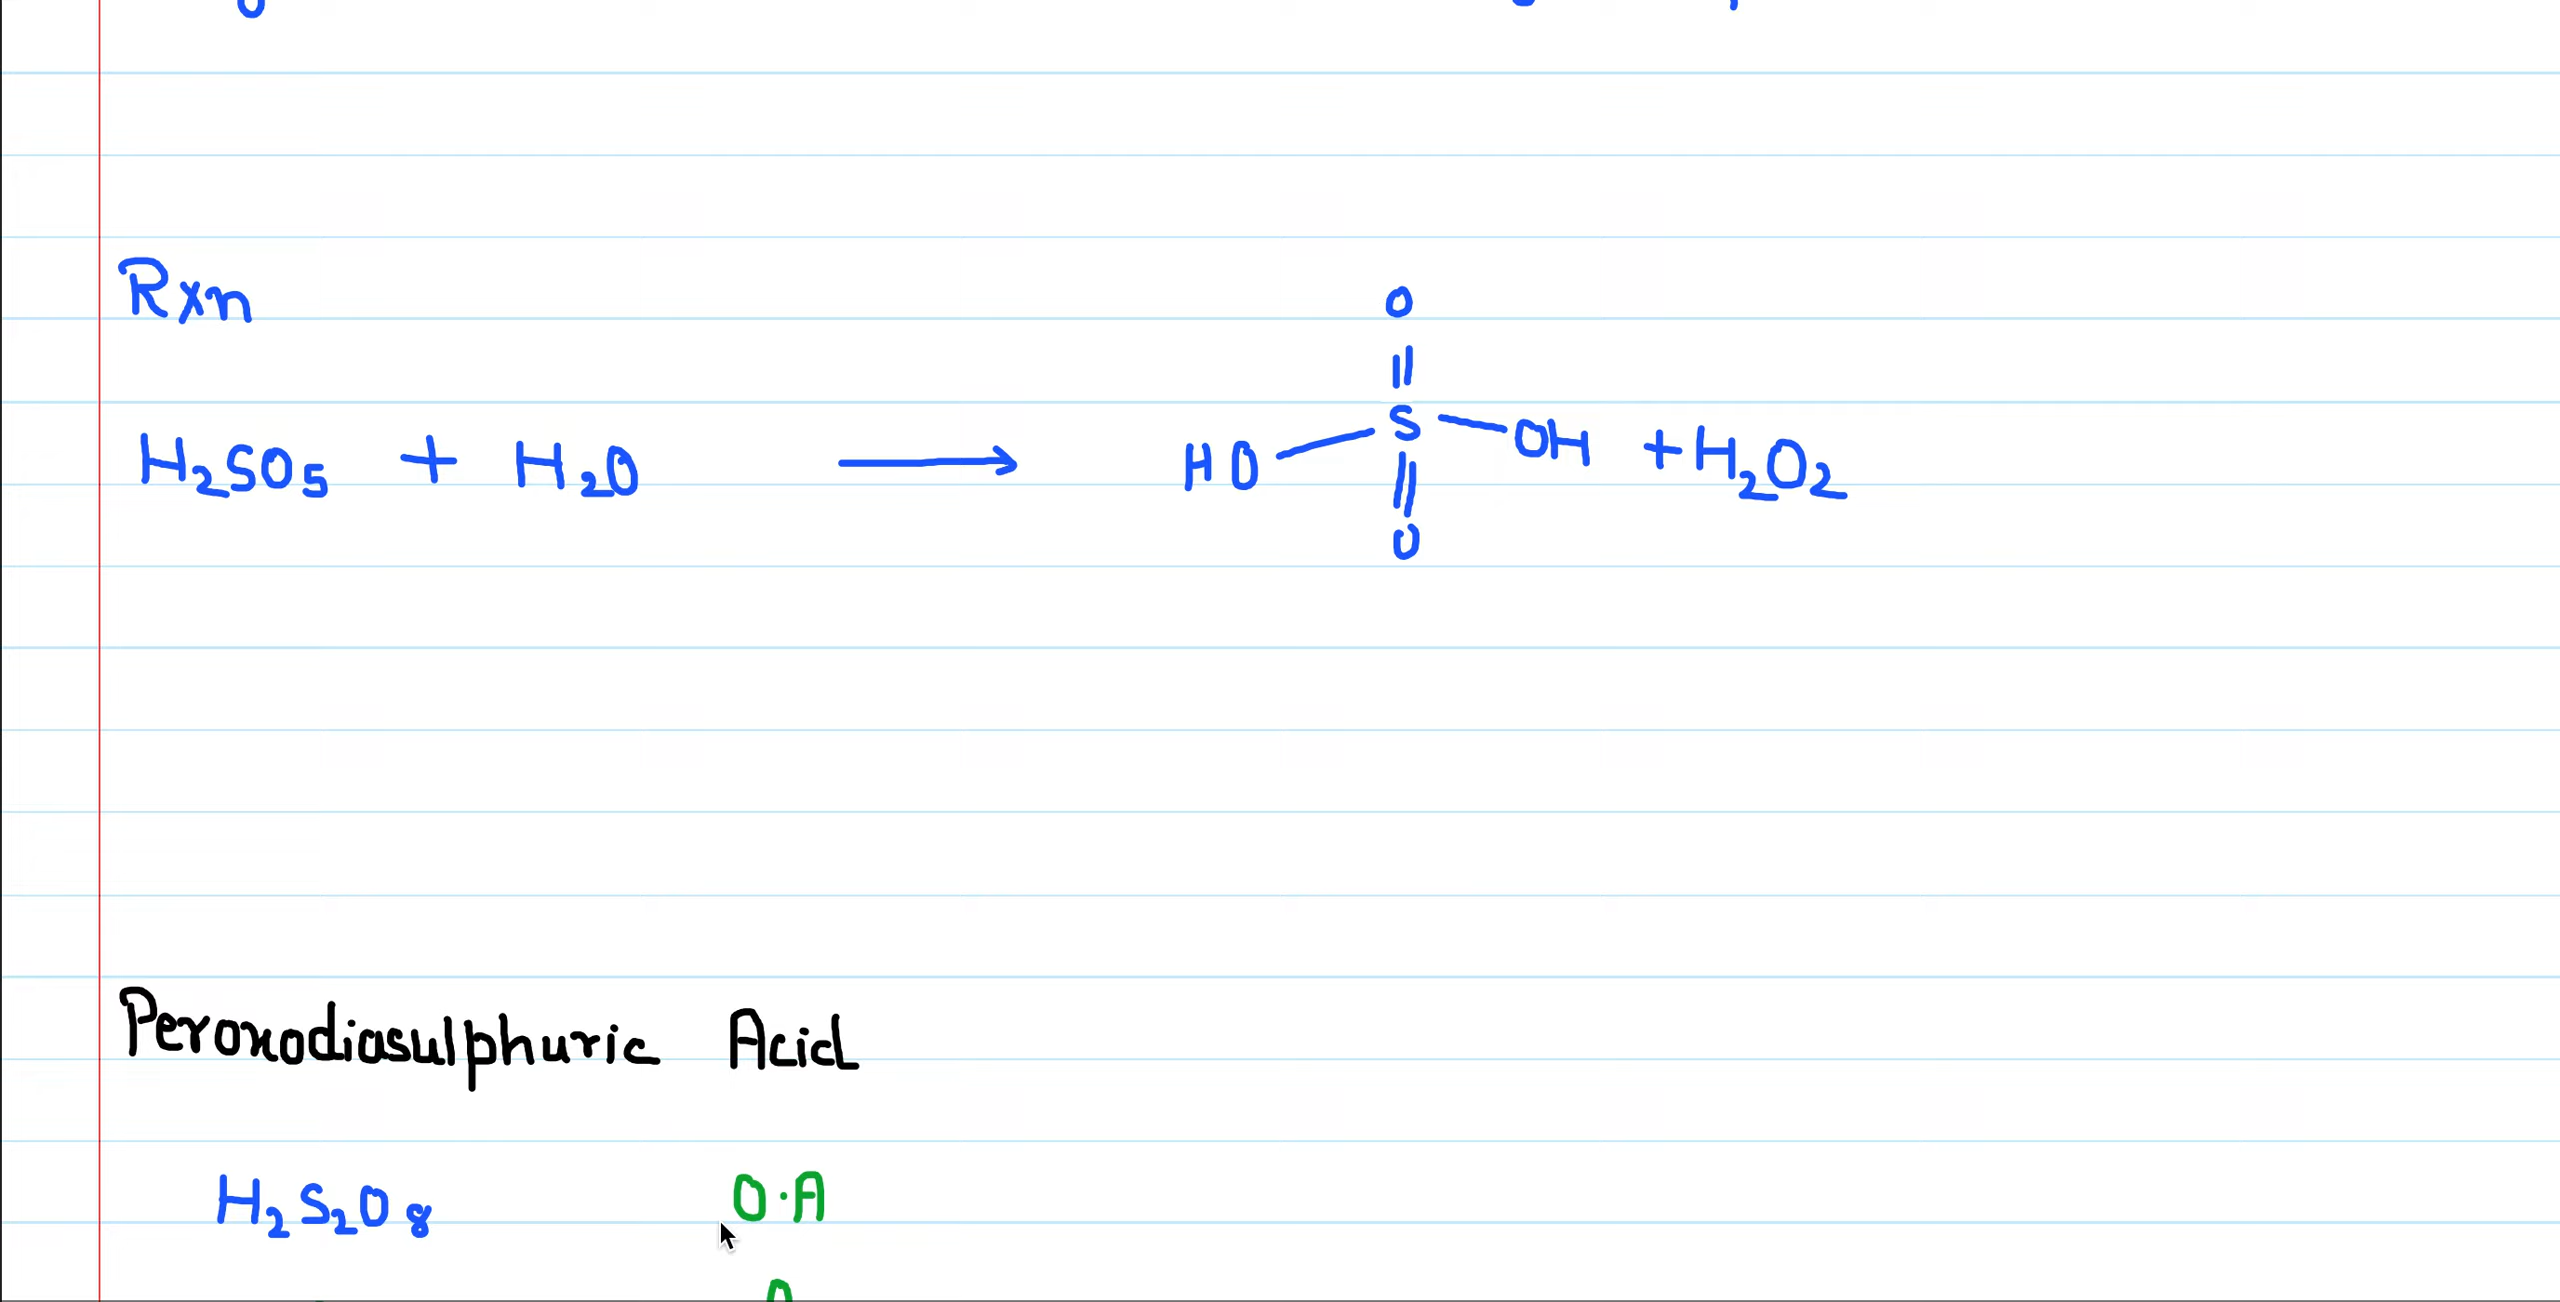 Rxn
O
||
H₂SO₅ + H₂O ⟶ HO — S — OH + H₂O₂
||
O
Peroxodiasulphuric Acid
H₂S₂O₈ O·A